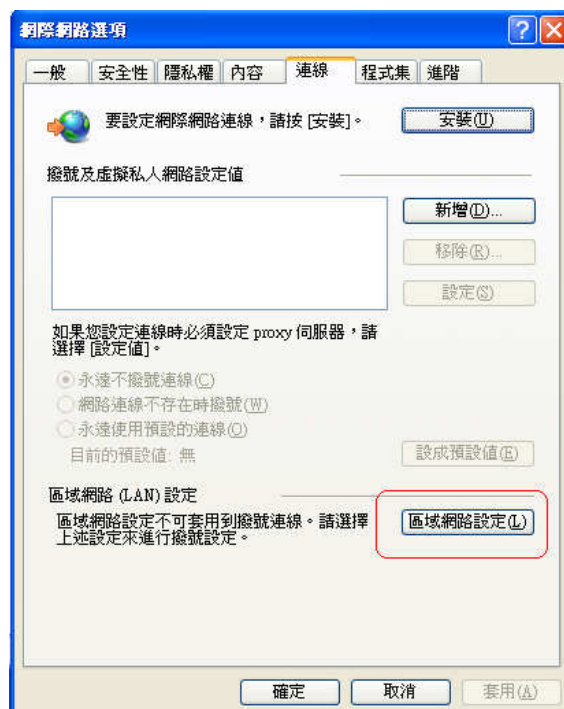 網際網路選項
一般 安全性 隱私權 內容 連線 程式集 進階
要設定網際網路連線，請按 [安裝]。 安裝(U)
撥號及虛擬私人網路設定值
新增(D)...
移除(R)...
設定(S)
如果您設定連線時必須設定 proxy 伺服器，請
選擇 [設定值]。
永遠不撥號連線(C)
網路連線不存在時撥號(W)
永遠使用預設的連線(O)
目前的預設值: 無 設成預設值(E)
區域網路 (LAN) 設定
區域網路設定不可套用到撥號連線。請選擇
上述設定來進行撥號設定。
區域網路設定(L)
確定 取消 套用(A)